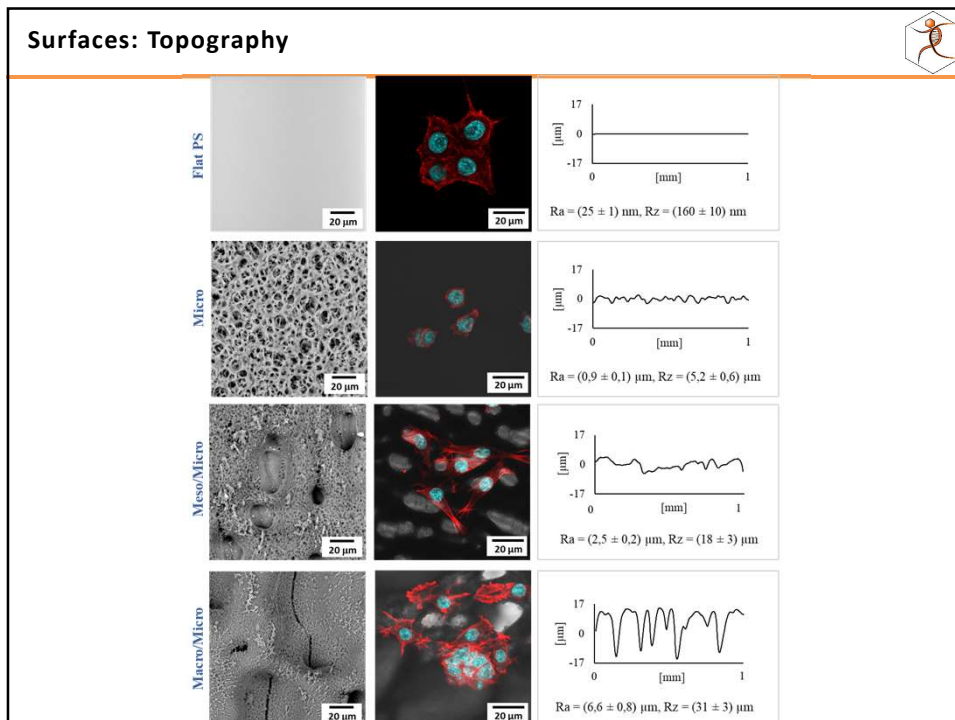 Surfaces: Topography
Flat PS
20 µm
20 µm
17
0
-17
[µm]
0
[mm]
1
Ra = (25 ± 1) nm, Rz = (160 ± 10) nm
Micro
20 µm
20 µm
17
0
-17
[µm]
0
[mm]
1
Ra = (0,9 ± 0,1) µm, Rz = (5,2 ± 0,6) µm
Meso/Micro
20 µm
20 µm
17
0
-17
[µm]
0
[mm]
1
Ra = (2,5 ± 0,2) µm, Rz = (18 ± 3) µm
Macro/Micro
20 µm
20 µm
17
0
-17
[µm]
0
[mm]
1
Ra = (6,6 ± 0,8) µm, Rz = (31 ± 3) µm